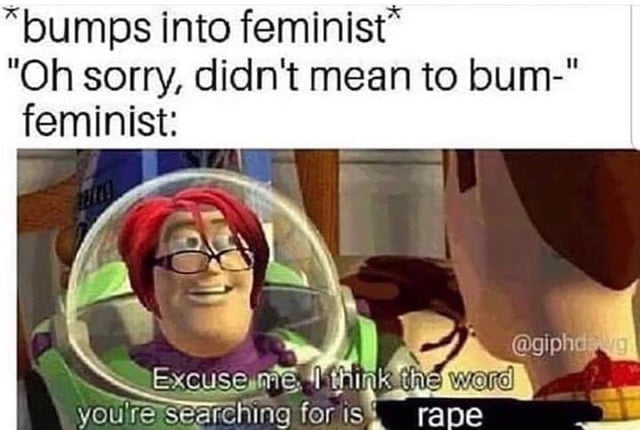 *bumps into feminist*
"Oh sorry, didn't mean to bum-"
feminist:
Excuse me, I think the word
you're searching for is rape